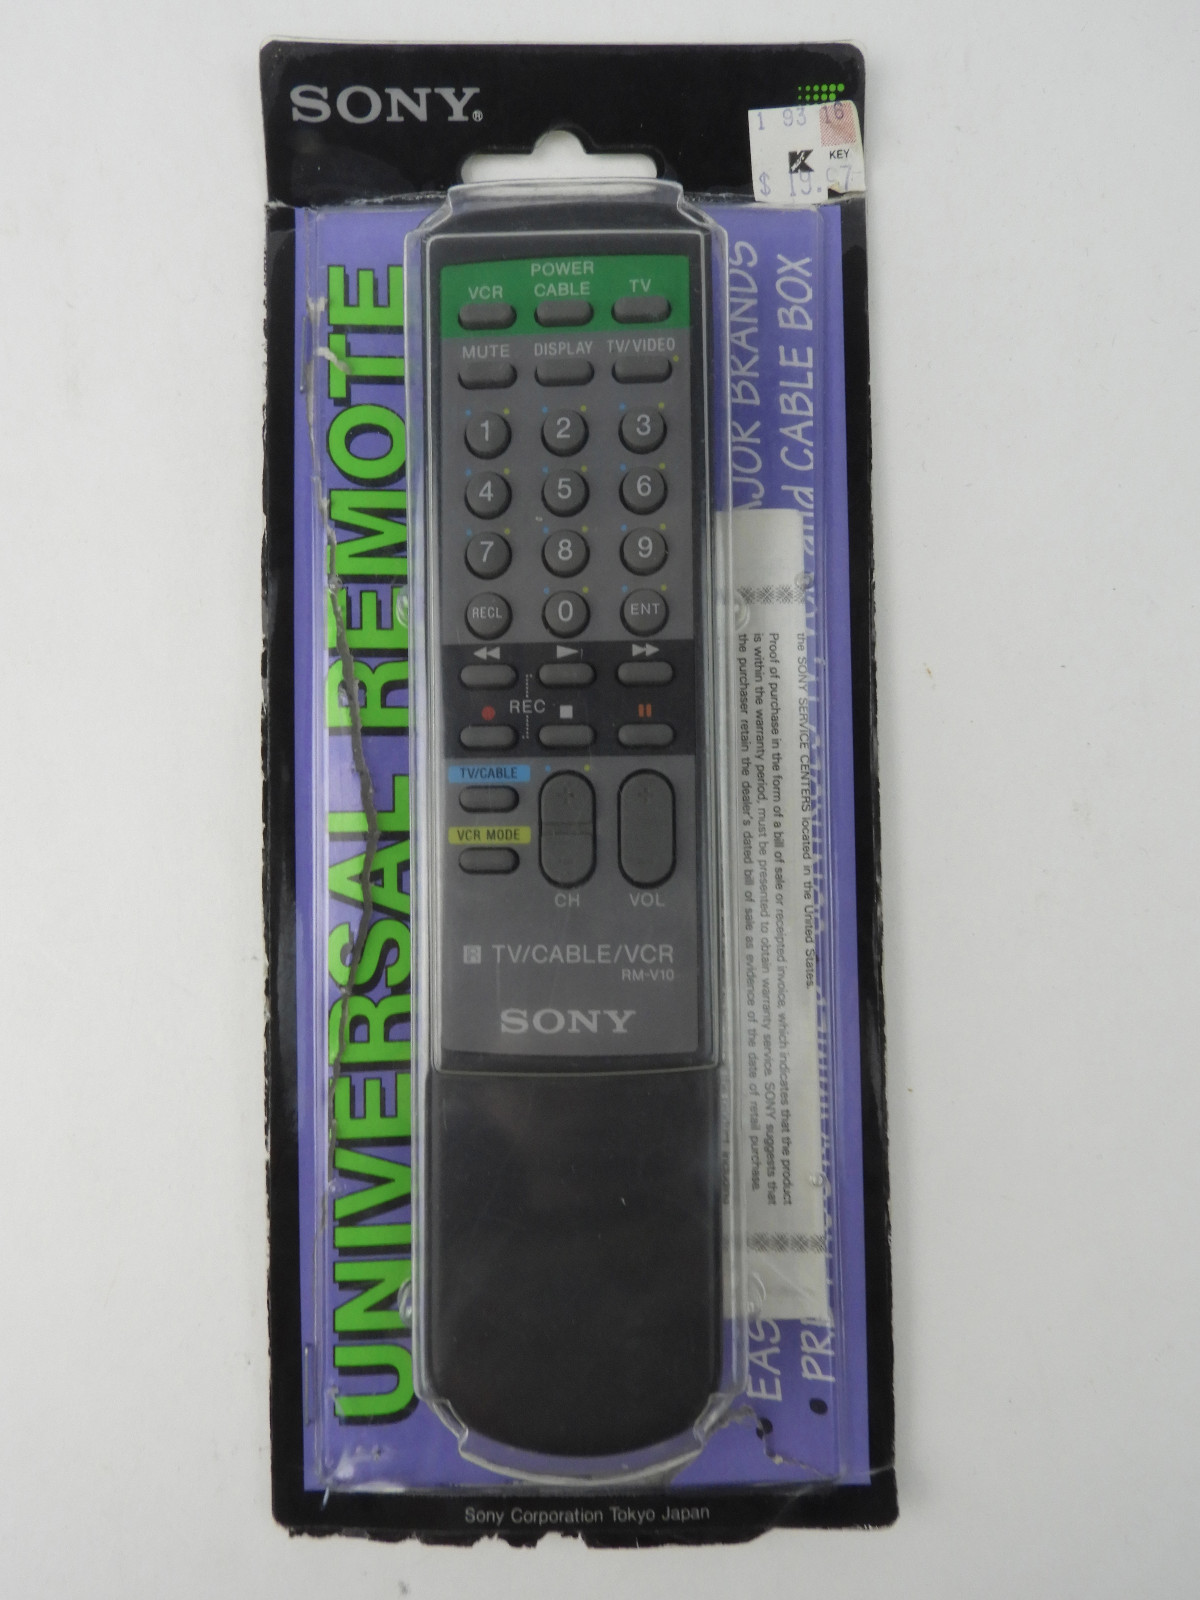 SONY®
1 93 16
K KEY
$ 19.97
UNIVERSAL REMOTE
POWER
VCR CABLE TV
MUTE DISPLAY TV/VIDEO
1 2 3
4 5 6
7 8 9
RECL 0 ENT
REC
TV/CABLE
VCR MODE
+ +
CH VOL
R TV/CABLE/VCR
RM-V10
SONY
BRANDS
and CABLE BOX
the SONY SERVICE CENTERS located in the United States.
Proof of purchase in the form of a bill of sale or receipted invoice, which indicates that the product
is within the warranty period, must be presented to obtain warranty service. SONY suggests that
the purchaser retain the dealer's dated bill of sale as evidence of the date of retail purchase.
Sony Corporation Tokyo Japan